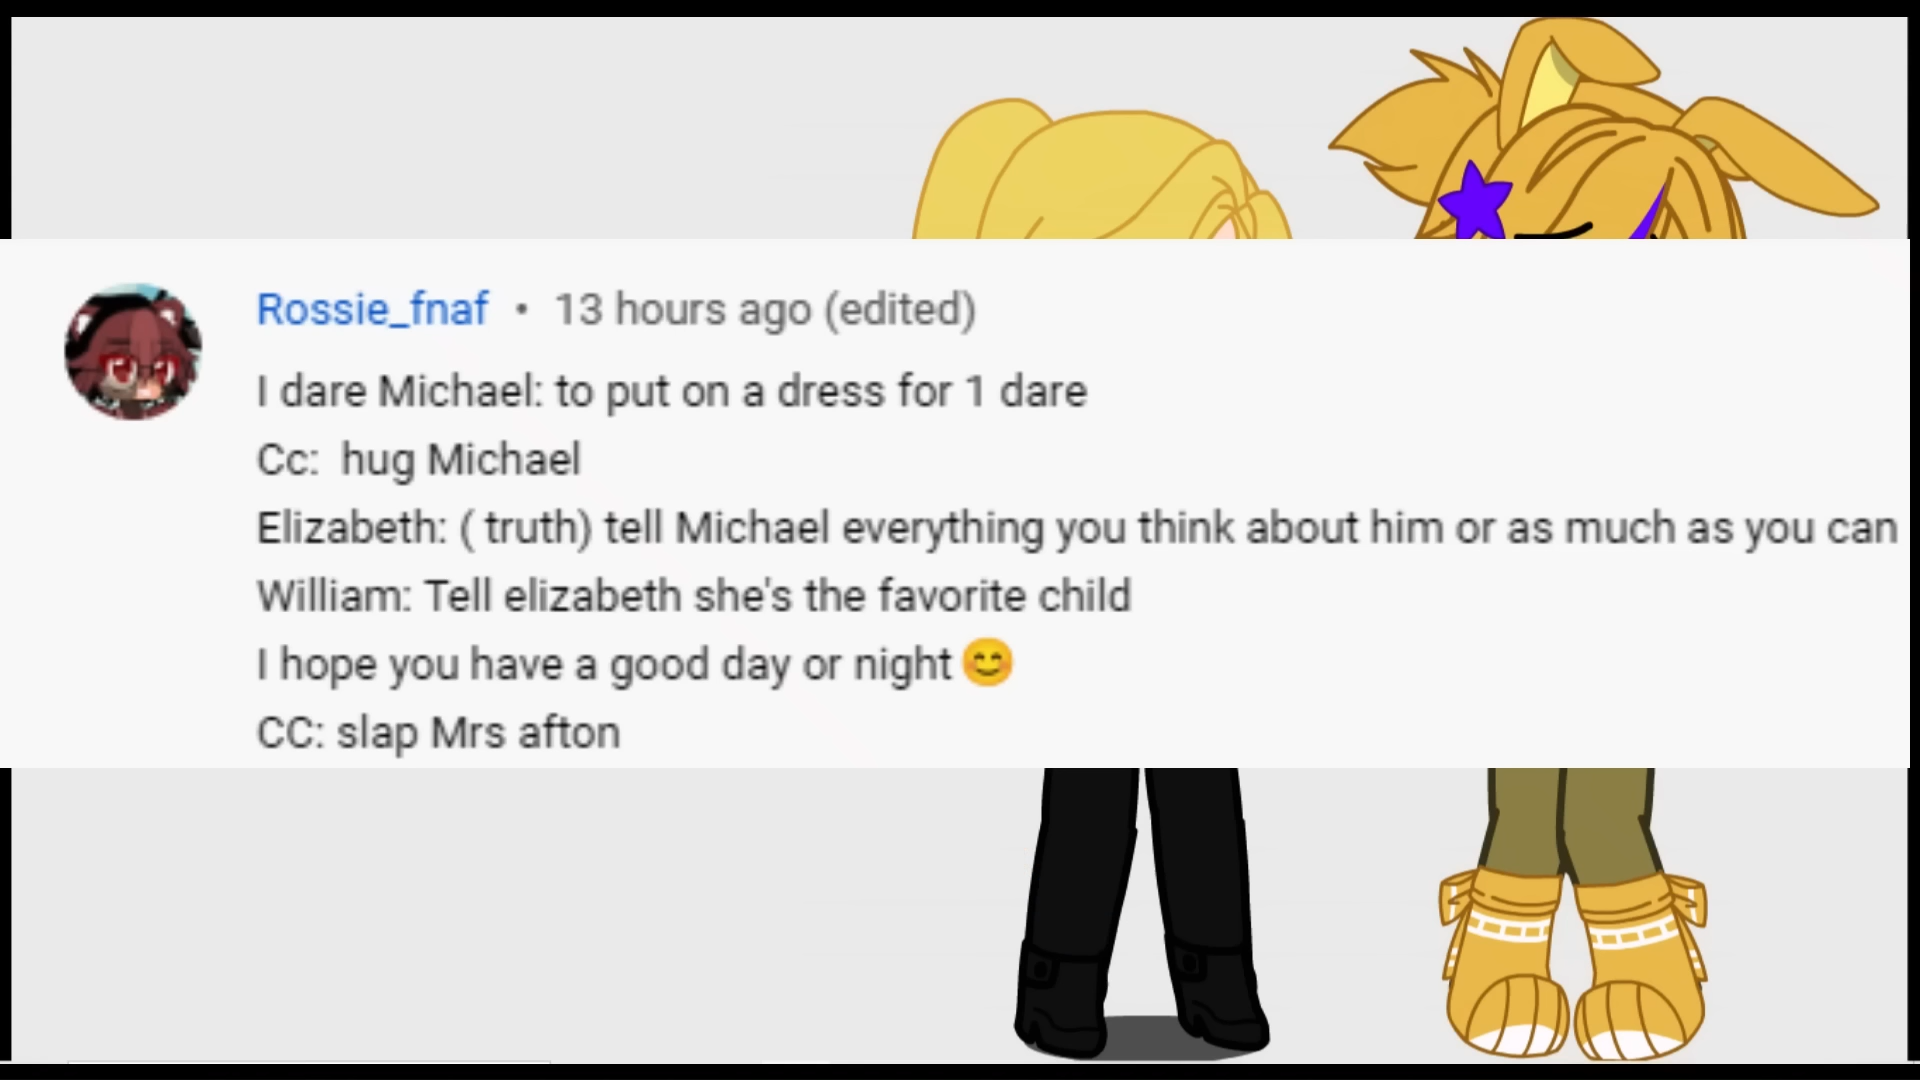 Rossie_fnaf • 13 hours ago (edited)
I dare Michael: to put on a dress for 1 dare
Cc: hug Michael
Elizabeth: ( truth) tell Michael everything you think about him or as much as you can
William: Tell elizabeth she's the favorite child
I hope you have a good day or night 😊
CC: slap Mrs afton